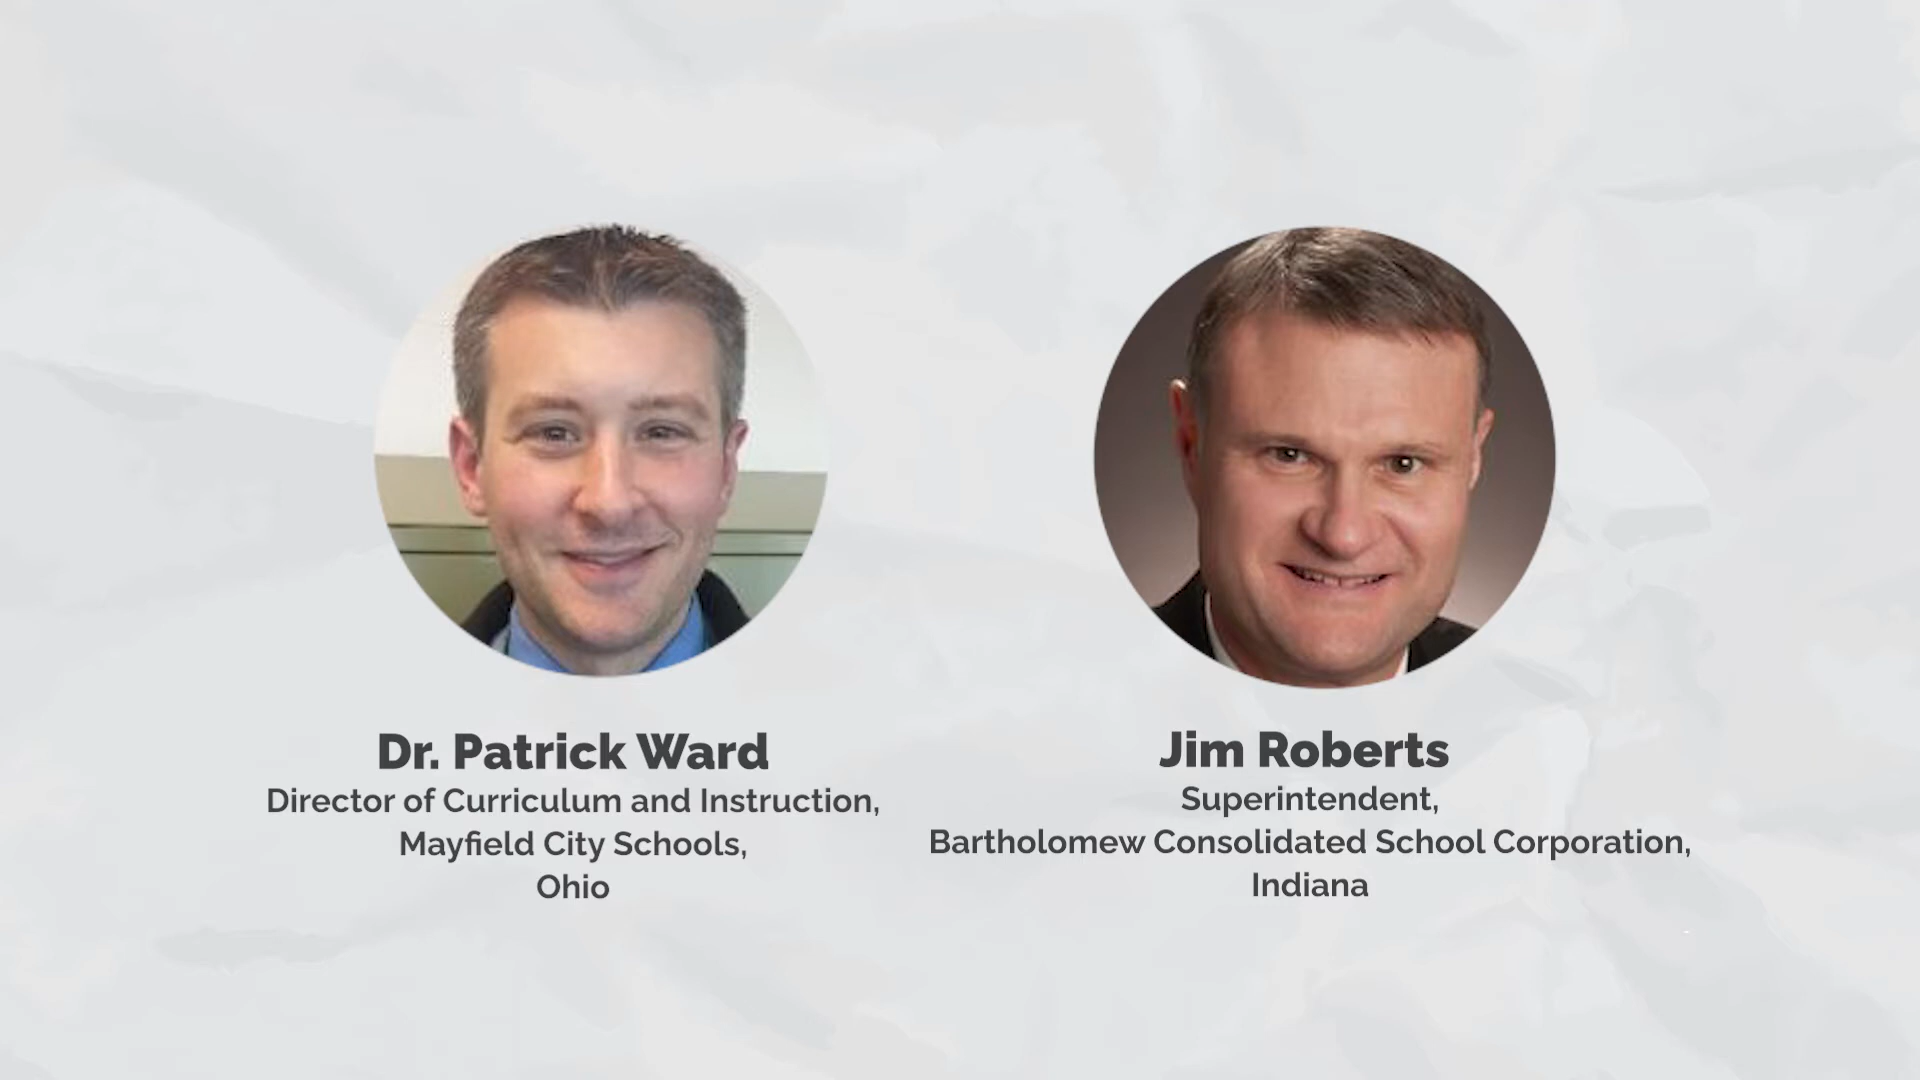 Dr. Patrick Ward
Director of Curriculum and Instruction,
Mayfield City Schools,
Ohio
Jim Roberts
Superintendent,
Bartholomew Consolidated School Corporation,
Indiana